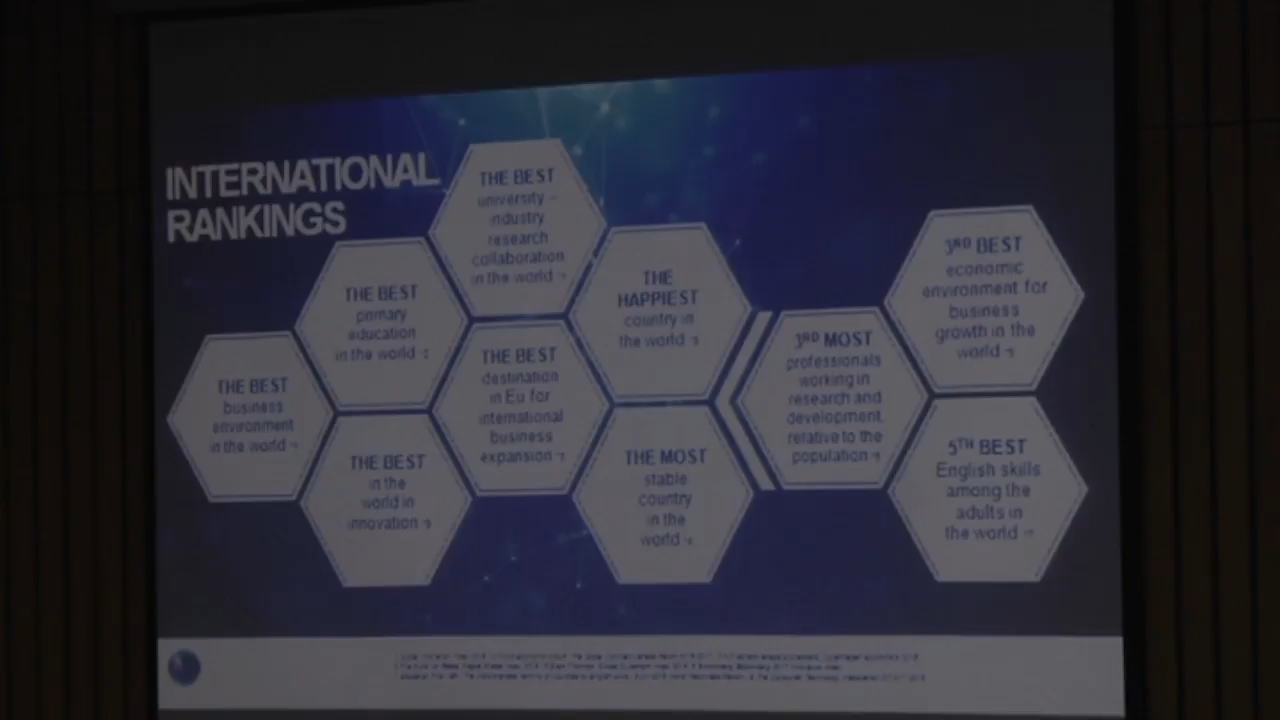 INTERNATIONAL
RANKINGS
THE BEST
university –
industry
research
collaboration
in the world
THE BEST
primary
education
in the world
THE
HAPPIEST
country in
the world
3RD BEST
economic
environment for
business
growth in the
world
THE BEST
business
environment
in the world
THE BEST
destination
in Eu for
international
business
expansion
3RD MOST
professionals
working in
research and
development,
relative to the
population
THE BEST
in the
world in
innovation
THE MOST
stable
country
in the
world
5TH BEST
English skills
among the
adults in
the world